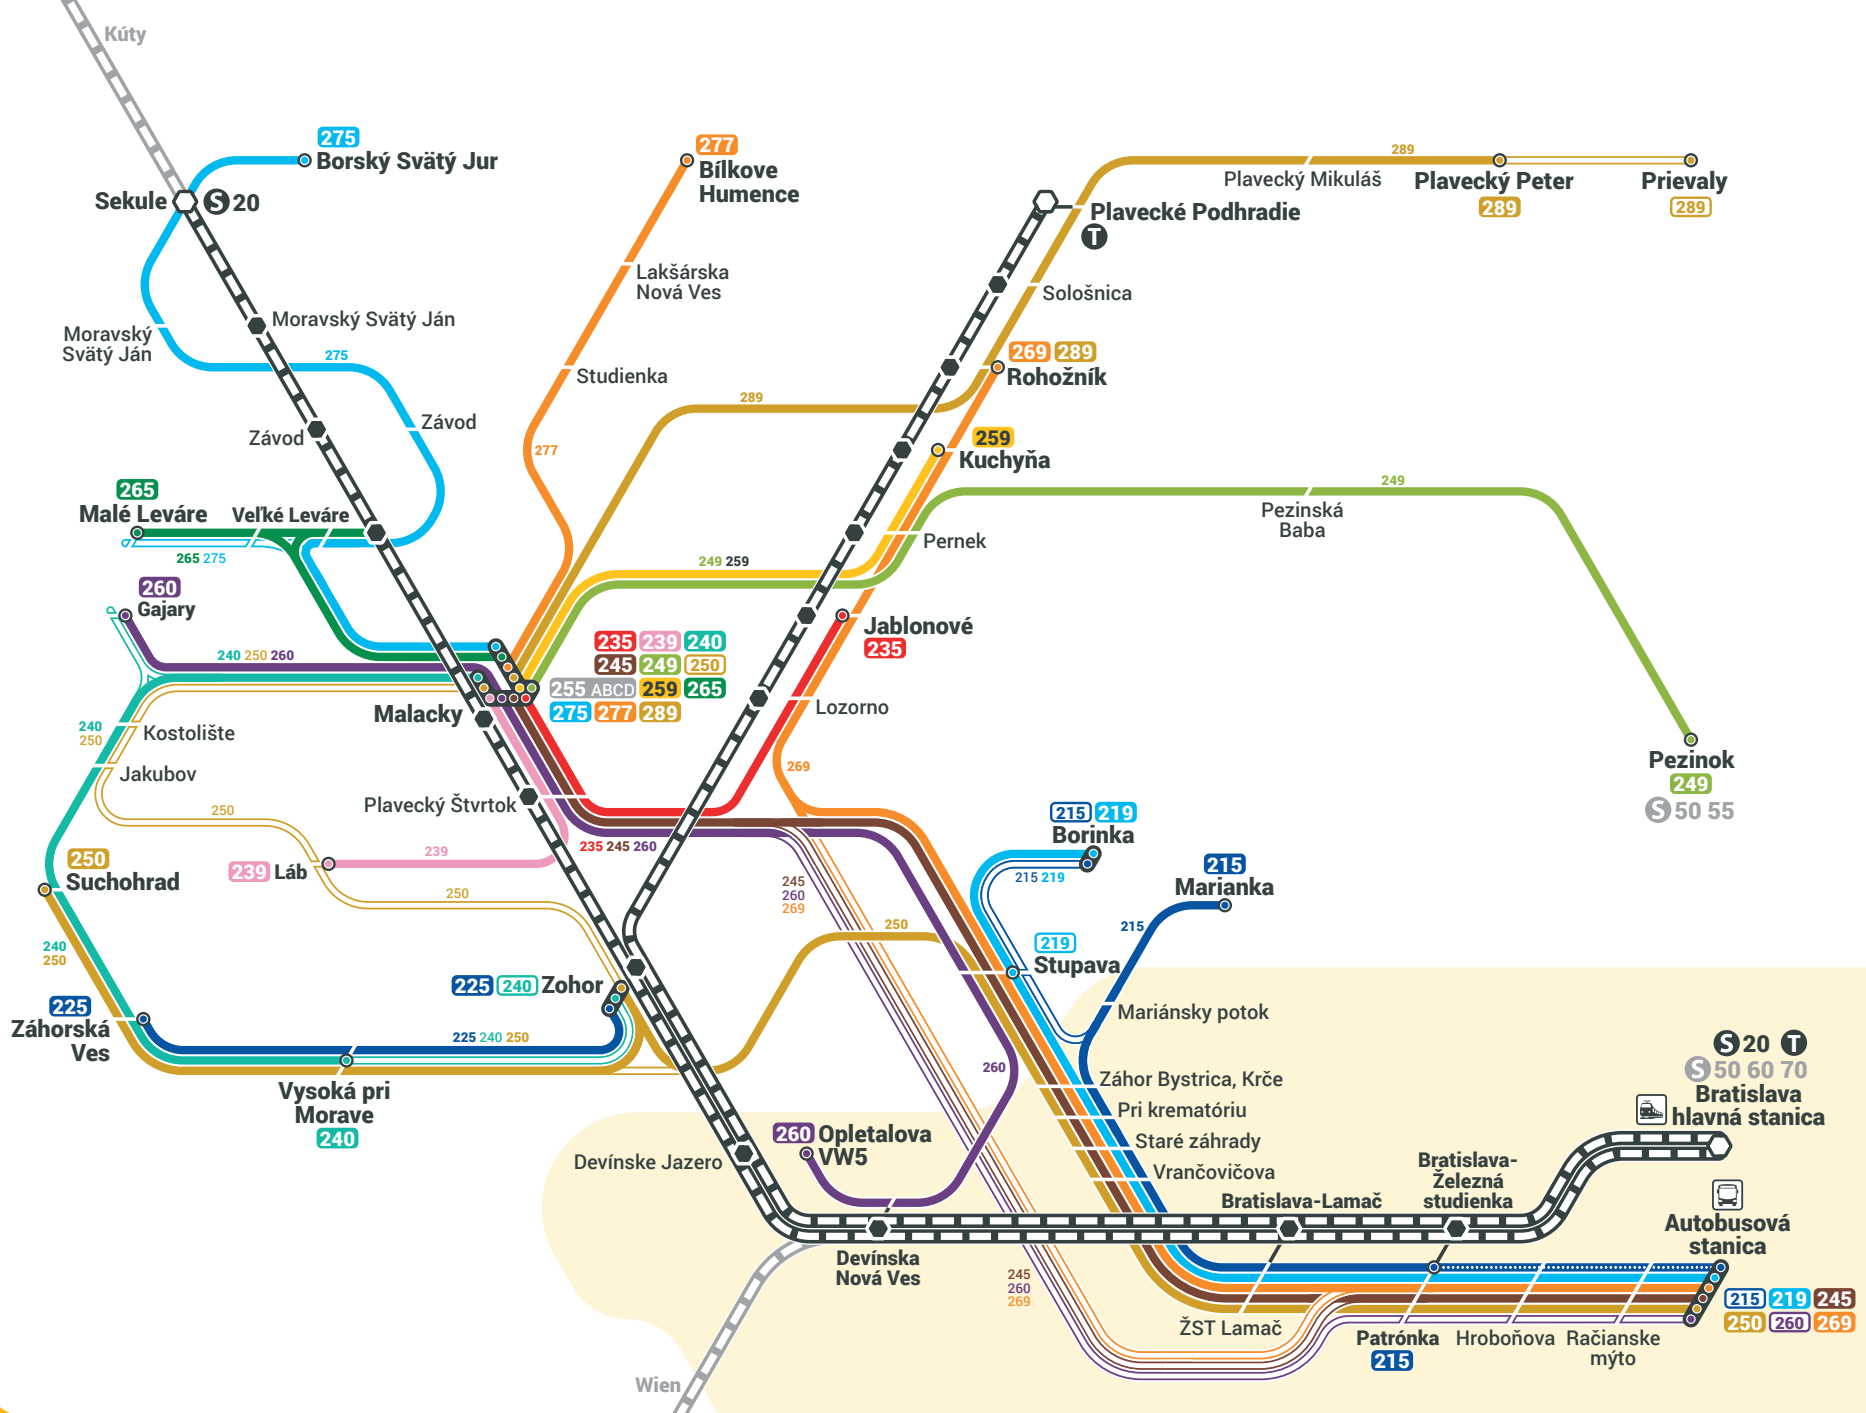 Kúty
275
Borský Svätý Jur
Sekule
S 20
277
Bílkove
Humence
289
Plavecký Mikuláš
Plavecký Peter
289
Prievaly
289
Plavecké Podhradie
T
Lakšárska
Nová Ves
Sološnica
Moravský
Svätý Ján
Moravský Svätý Ján
275
Studienka
269 289
Rohožník
289
Závod
Závod
277
259
Kuchyňa
249
Pezinská
Baba
265
Malé Leváre
Veľké Leváre
265 275
Pernek
249 259
260
Gajary
240 250 260
235 239 240
245 249 250
255 ABCD 259 265
275 277 289
Jablonové
235
Malacky
Lozorno
240
250
Kostolište
Jakubov
Pezinok
249
S 50 55
269
Plavecký Štvrtok
250
239
235 245 260
239 Láb
215 219
Borinka
215 219
250
Suchohrad
250
245
260
269
215
Marianka
215
250
240
250
219
Stupava
225 240 Zohor
225
Záhorská
Ves
225 240 250
Mariánsky potok
S 20 T
S 50 60 70
Bratislava
hlavná stanica
260
Záhor Bystrica, Krče
Pri krematóriu
Staré záhrady
Vrančovičova
Vysoká pri
Morave
240
260 Opletalova
VW5
Devínske Jazero
Bratislava-
Železná
studienka
Bratislava-Lamač
Autobusová
stanica
Devínska
Nová Ves
245
260
269
215 219 245
250 260 269
ŽST Lamač
Patrónka
215
Hroboňova
Račianske
mýto
Wien